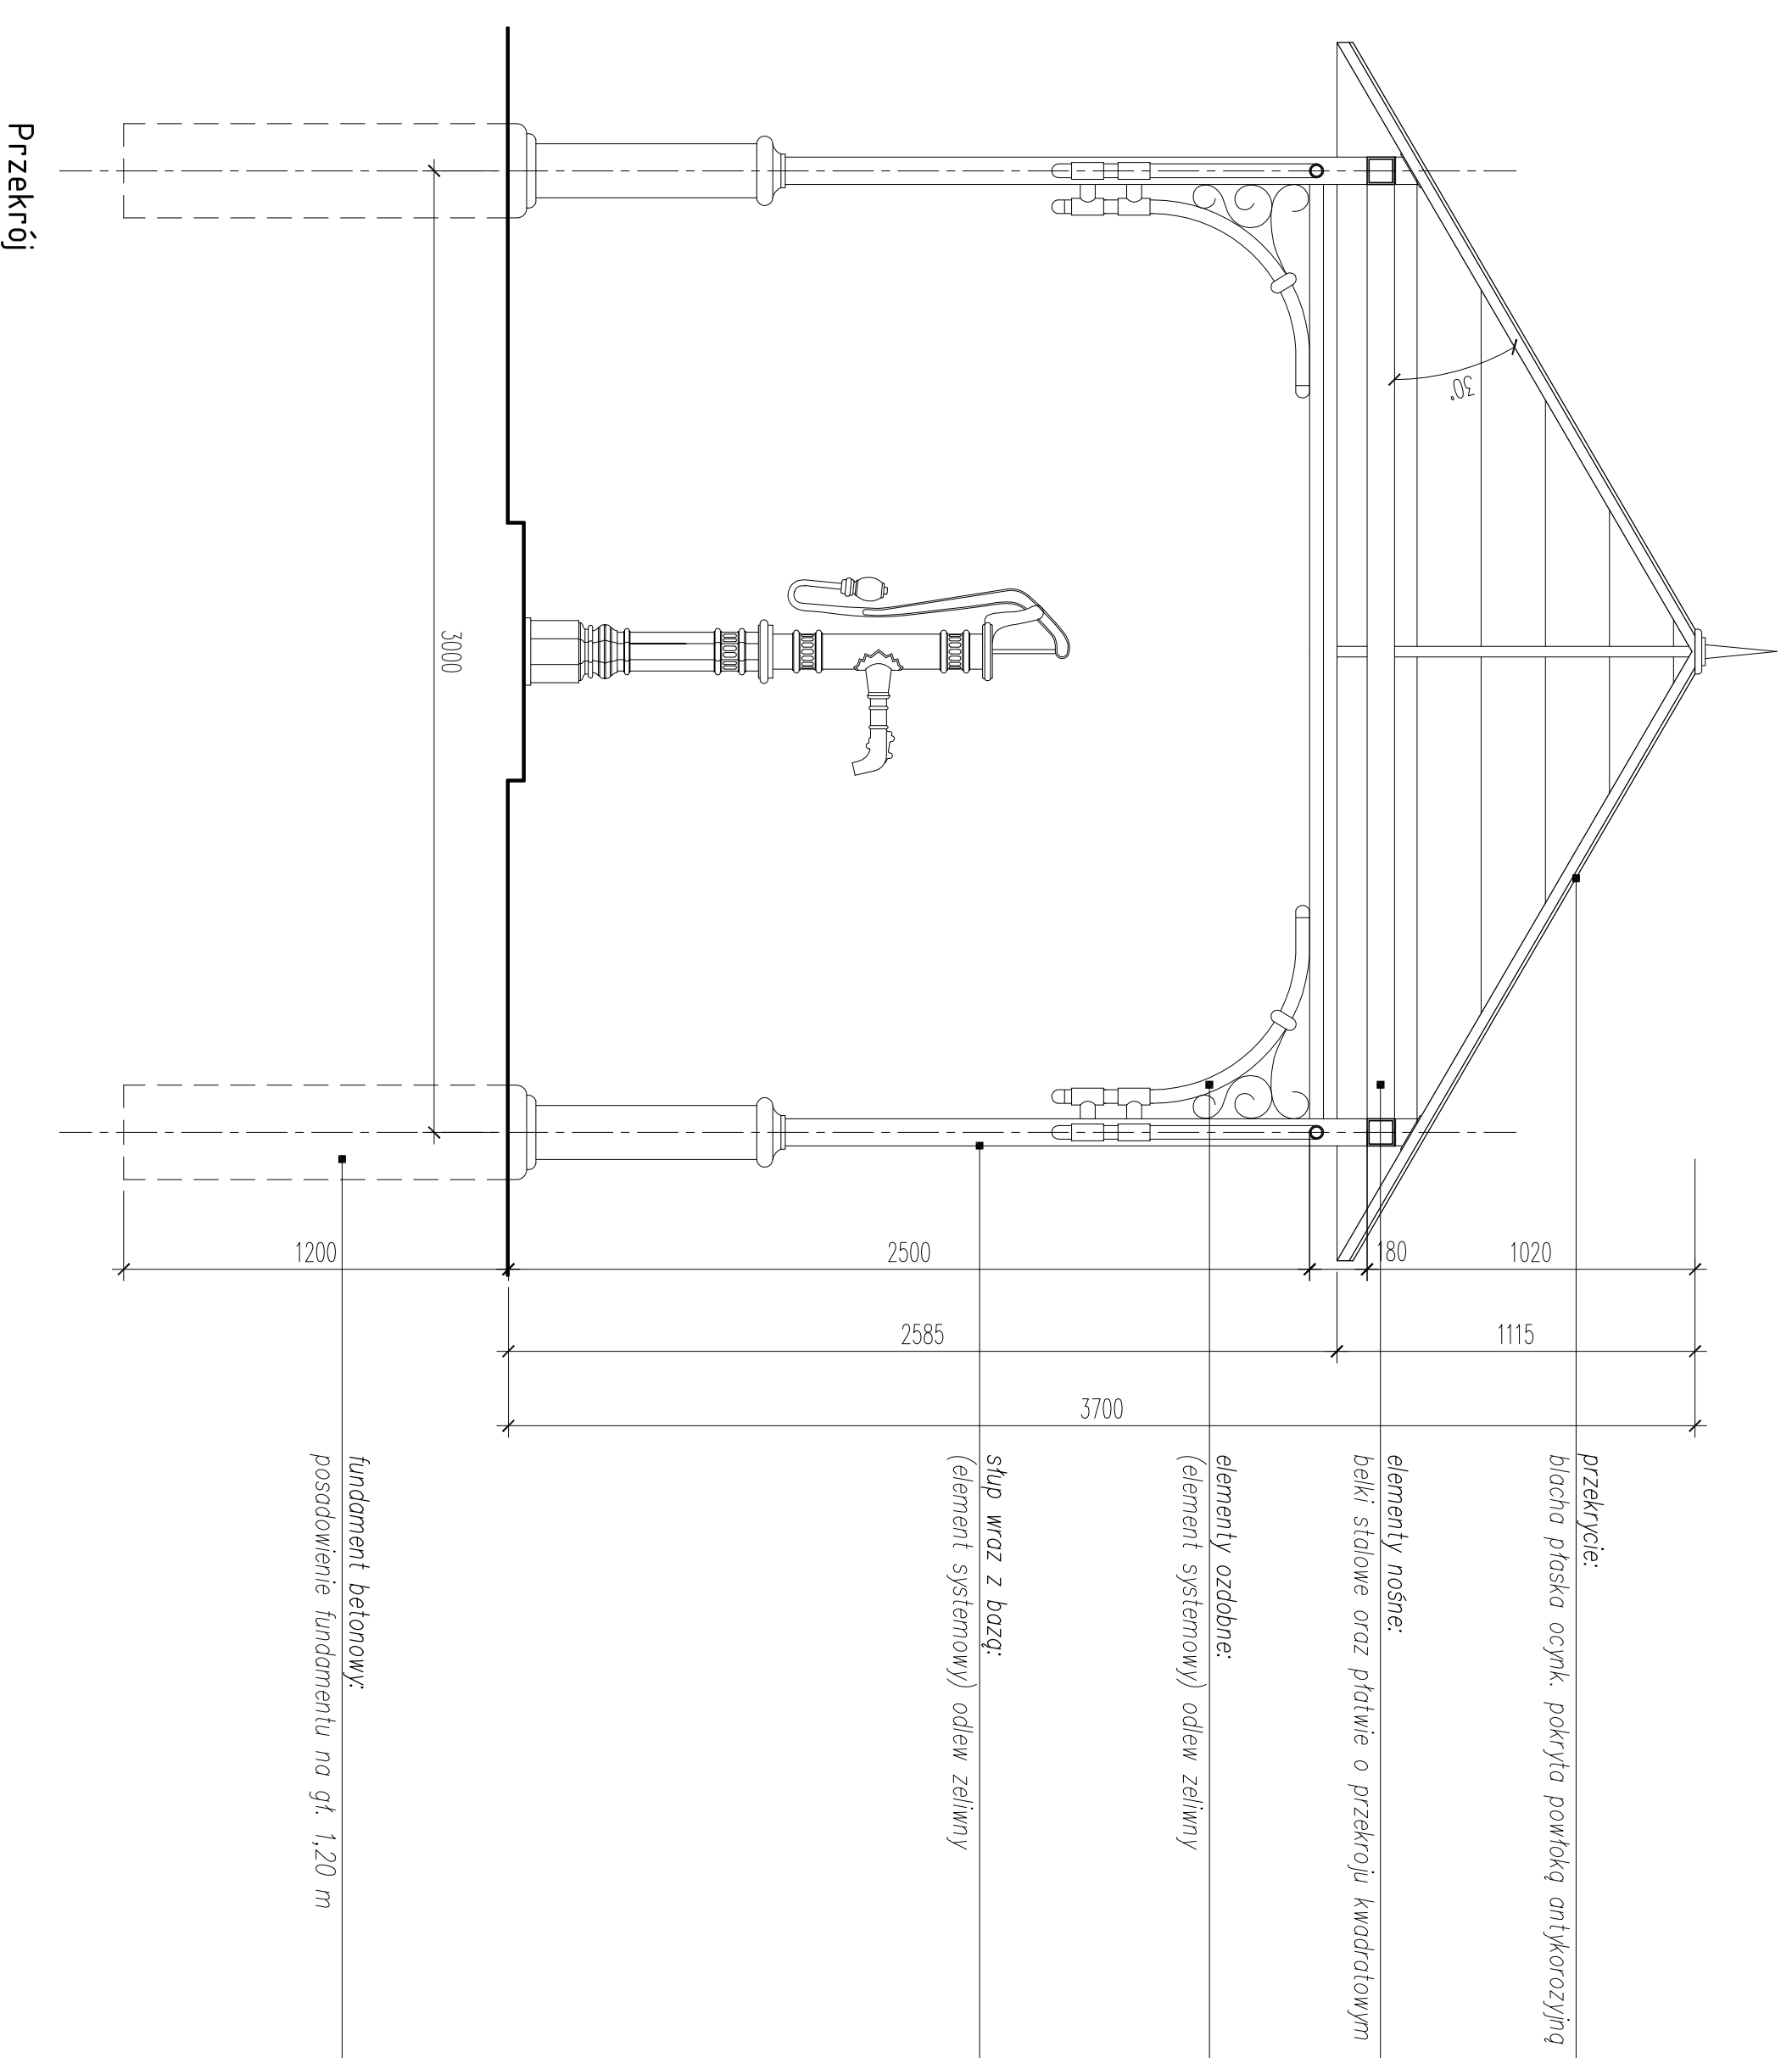 przekrycie:
blacha płaska ocynk. pokryta powłoką antykorozyjną
elementy nośne:
belki stalowe oraz płatwie o przekroju kwadratowym
elementy ozdobne:
(element systemowy) odlew zeliwny
słup wraz z bazą:
(element systemowy) odlew zeliwny
fundament betonowy:
posadowienie fundamentu na gł. 1,20 m
30°
3000
1020
180
2500
1200
1115
2585
3700
Przekrój